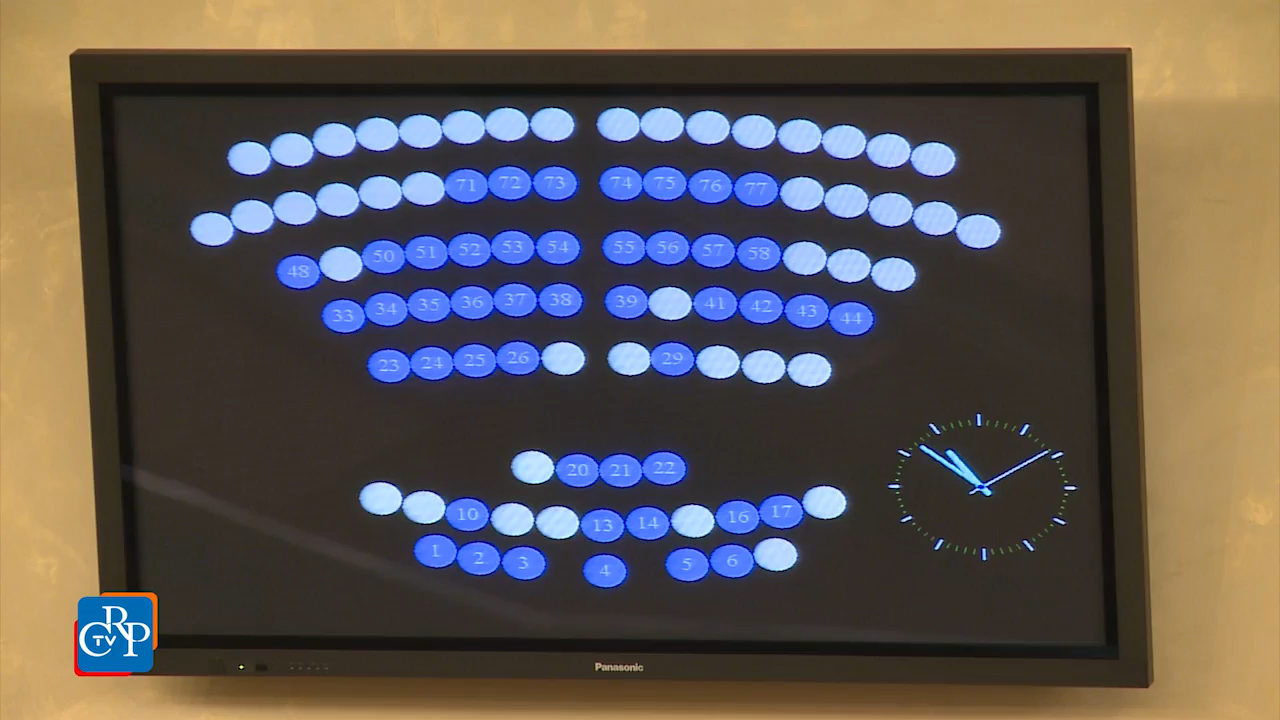 71 72 73 74 75 76 77
48 50 51 52 53 54 55 56 57 58
33 34 35 36 37 38 39 41 42 43 44
23 24 25 26 29
20 21 22
10 13 14 16 17
1 2 3 4 5 6
CRP TV
Panasonic